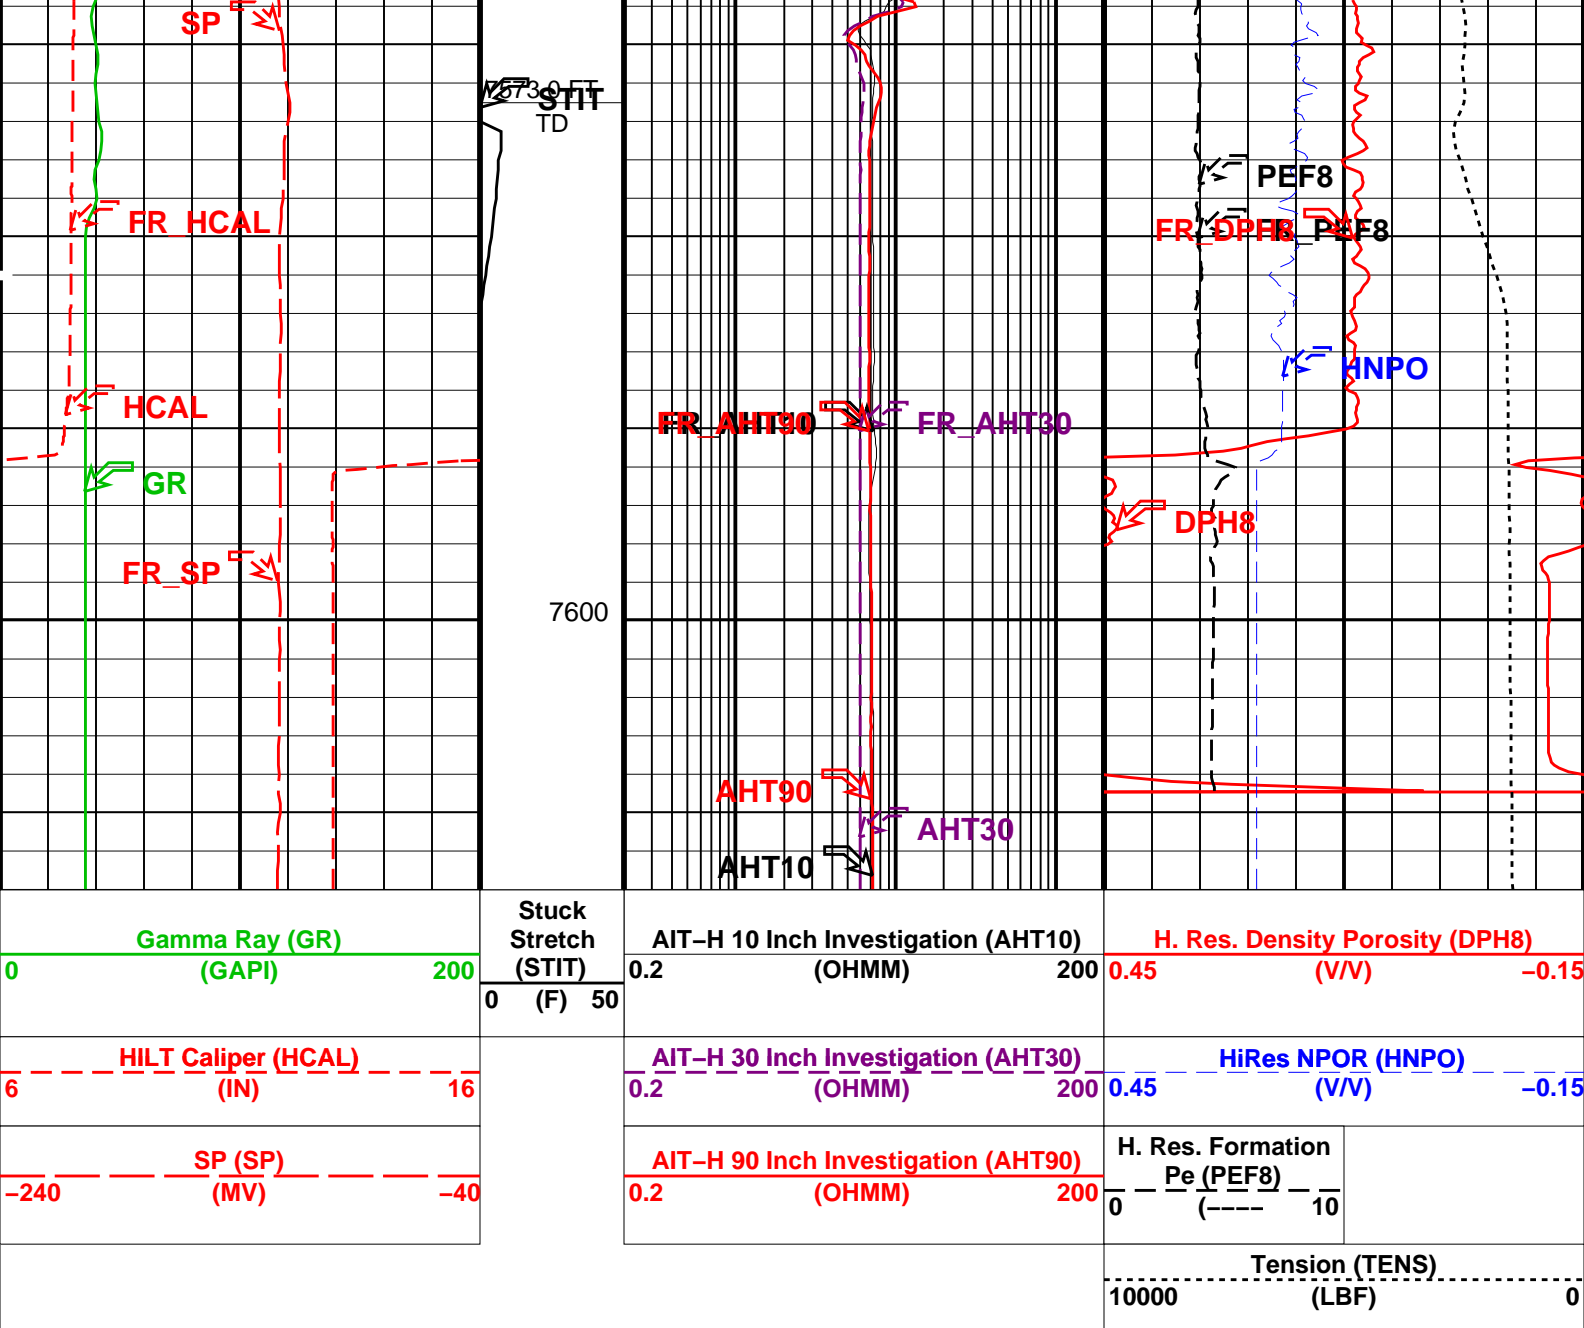 SP
7573.0 FT
STIT
TD
PEF8
FR_HCAL
FR_DPH8
FR_PEF8
HNPO
HCAL
FR_AHT90
FR_AHT10
FR_AHT30
GR
DPH8
FR_SP
7600
AHT90
AHT30
AHT10
Gamma Ray (GR)
0 (GAPI) 200
HILT Caliper (HCAL)
6 (IN) 16
SP (SP)
−240 (MV) −40
Stuck
Stretch
(STIT)
0 (F) 50
AIT−H 10 Inch Investigation (AHT10)
0.2 (OHMM) 200
AIT−H 30 Inch Investigation (AHT30)
0.2 (OHMM) 200
AIT−H 90 Inch Investigation (AHT90)
0.2 (OHMM) 200
H. Res. Density Porosity (DPH8)
0.45 (V/V) −0.15
HiRes NPOR (HNPO)
0.45 (V/V) −0.15
H. Res. Formation
Pe (PEF8)
0 (−−−− 10
Tension (TENS)
10000 (LBF) 0